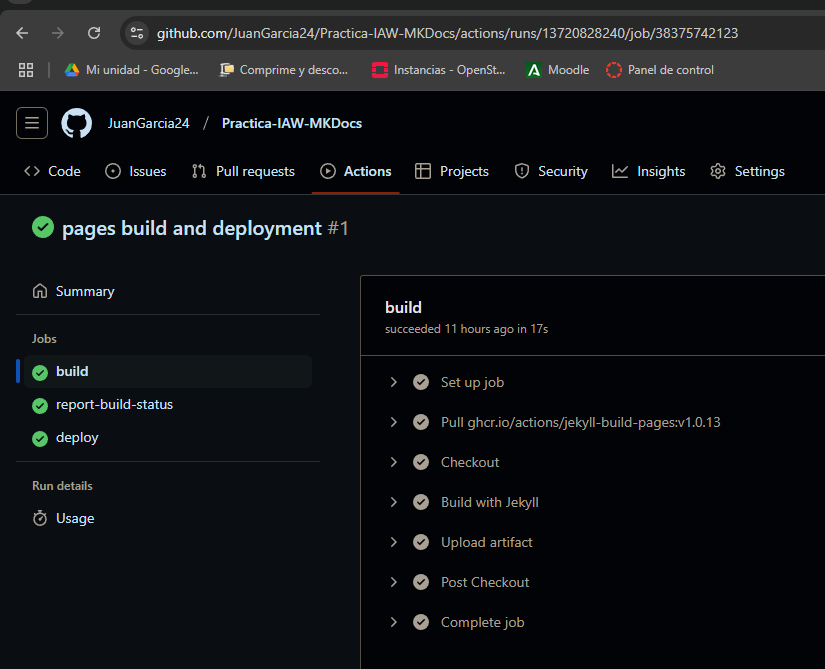 github.com/JuanGarcia24/Practica-IAW-MKDocs/actions/runs/13720828240/job/38375742123
Mi unidad - Google... Comprime y desco... Instancias - OpenSt... Moodle Panel de control
JuanGarcia24 / Practica-IAW-MKDocs
Code Issues Pull requests Actions Projects Security Insights Settings
pages build and deployment #1
Summary
Jobs
build
report-build-status
deploy
Run details
Usage
build
succeeded 11 hours ago in 17s
Set up job
Pull ghcr.io/actions/jekyll-build-pages:v1.0.13
Checkout
Build with Jekyll
Upload artifact
Post Checkout
Complete job